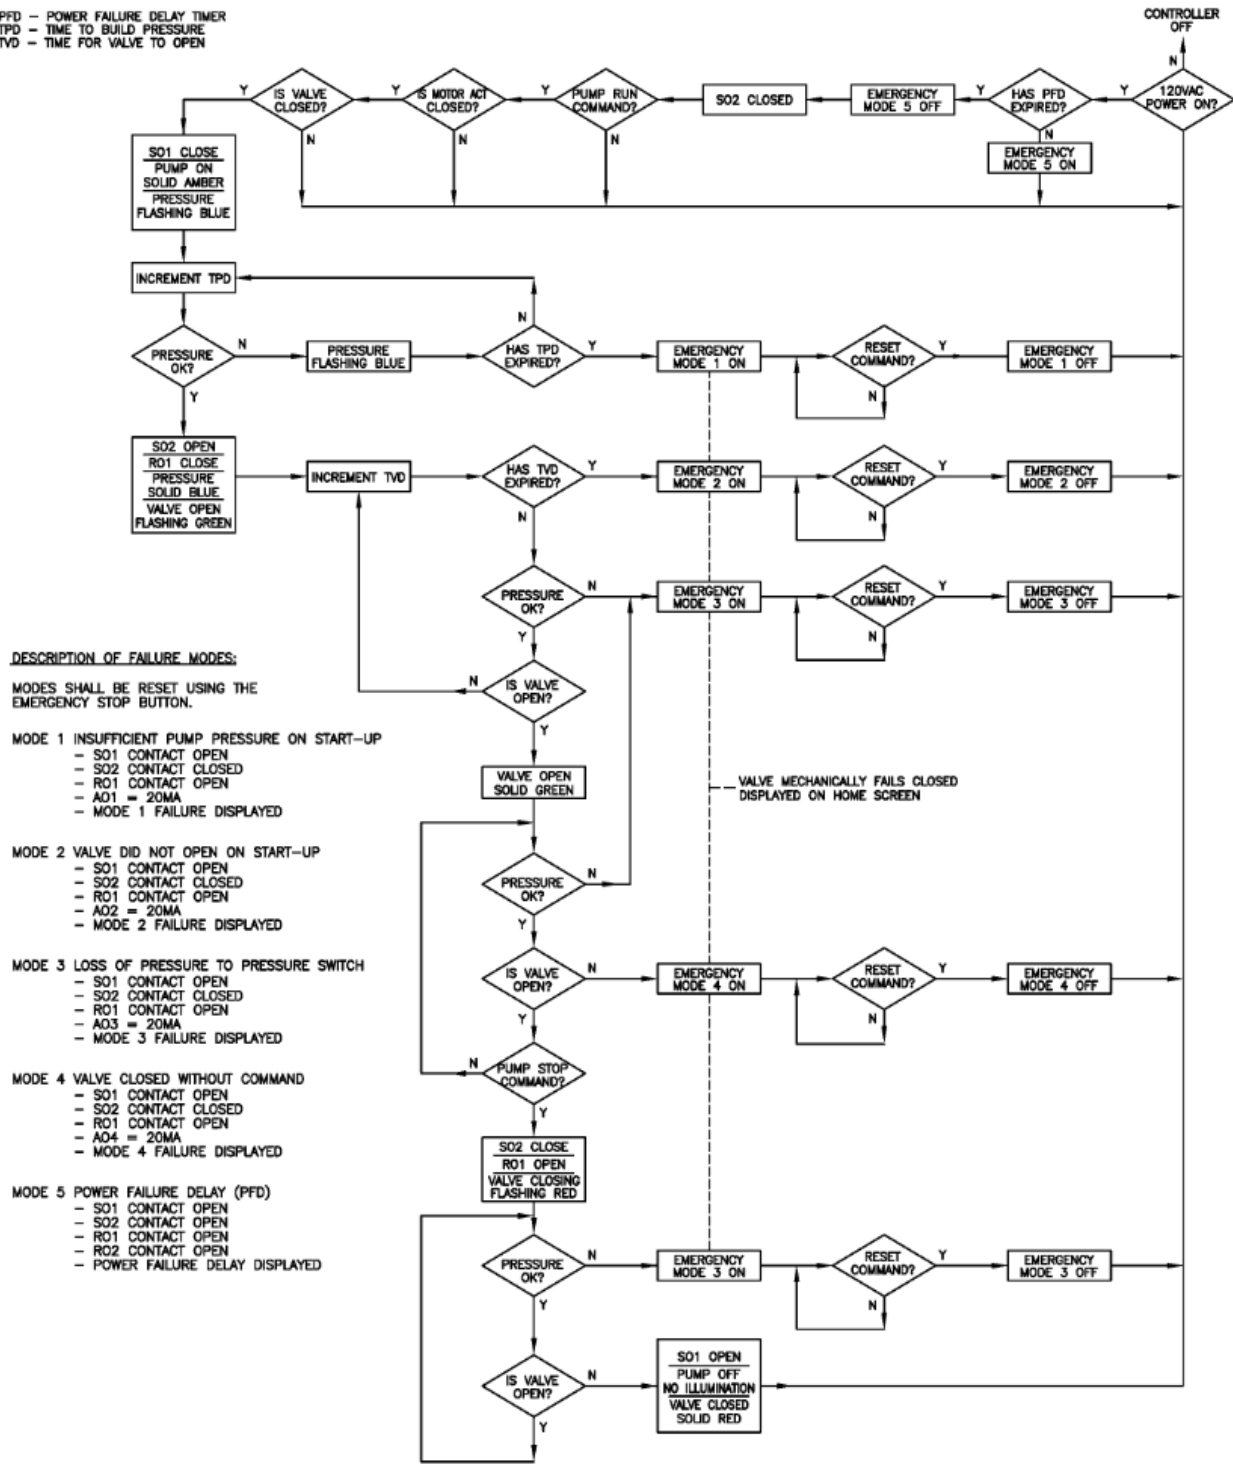 PFD – POWER FAILURE DELAY TIMER
TPD – TIME TO BUILD PRESSURE
TVD – TIME FOR VALVE TO OPEN
CONTROLLER
OFF
N
120VAC
POWER ON?
Y
HAS PFD
EXPIRED?
Y
N
EMERGENCY
MODE 5 ON
EMERGENCY
MODE 5 OFF
SO2 CLOSED
PUMP RUN
COMMAND?
Y
N
IS MOTOR ACT
CLOSED?
Y
N
IS VALVE
CLOSED?
Y
N
SO1 CLOSE
PUMP ON
SOLID AMBER
PRESSURE
FLASHING BLUE
INCREMENT TPD
PRESSURE
OK?
N
Y
PRESSURE
FLASHING BLUE
HAS TPD
EXPIRED?
N
Y
EMERGENCY
MODE 1 ON
RESET
COMMAND?
Y
N
EMERGENCY
MODE 1 OFF
SO2 OPEN
RO1 CLOSE
PRESSURE
SOLID BLUE
VALVE OPEN
FLASHING GREEN
INCREMENT TVD
HAS TVD
EXPIRED?
Y
N
EMERGENCY
MODE 2 ON
RESET
COMMAND?
Y
N
EMERGENCY
MODE 2 OFF
PRESSURE
OK?
N
Y
EMERGENCY
MODE 3 ON
RESET
COMMAND?
Y
N
EMERGENCY
MODE 3 OFF
IS VALVE
OPEN?
N
Y
VALVE OPEN
SOLID GREEN
VALVE MECHANICALLY FAILS CLOSED
DISPLAYED ON HOME SCREEN
PRESSURE
OK?
N
Y
IS VALVE
OPEN?
N
Y
EMERGENCY
MODE 4 ON
RESET
COMMAND?
Y
N
EMERGENCY
MODE 4 OFF
PUMP STOP
COMMAND?
N
Y
SO2 CLOSE
RO1 OPEN
VALVE CLOSING
FLASHING RED
PRESSURE
OK?
N
Y
EMERGENCY
MODE 3 ON
RESET
COMMAND?
Y
N
EMERGENCY
MODE 3 OFF
IS VALVE
OPEN?
N
Y
SO1 OPEN
PUMP OFF
NO ILLUMINATION
VALVE CLOSED
SOLID RED
DESCRIPTION OF FAILURE MODES:
MODES SHALL BE RESET USING THE
EMERGENCY STOP BUTTON.
MODE 1 INSUFFICIENT PUMP PRESSURE ON START–UP
– SO1 CONTACT OPEN
– SO2 CONTACT CLOSED
– RO1 CONTACT OPEN
– AO1 = 20MA
– MODE 1 FAILURE DISPLAYED
MODE 2 VALVE DID NOT OPEN ON START–UP
– SO1 CONTACT OPEN
– SO2 CONTACT CLOSED
– RO1 CONTACT OPEN
– AO2 = 20MA
– MODE 2 FAILURE DISPLAYED
MODE 3 LOSS OF PRESSURE TO PRESSURE SWITCH
– SO1 CONTACT OPEN
– SO2 CONTACT CLOSED
– RO1 CONTACT OPEN
– AO3 = 20MA
– MODE 3 FAILURE DISPLAYED
MODE 4 VALVE CLOSED WITHOUT COMMAND
– SO1 CONTACT OPEN
– SO2 CONTACT CLOSED
– RO1 CONTACT OPEN
– AO4 = 20MA
– MODE 4 FAILURE DISPLAYED
MODE 5 POWER FAILURE DELAY (PFD)
– SO1 CONTACT OPEN
– SO2 CONTACT OPEN
– RO1 CONTACT OPEN
– RO2 CONTACT OPEN
– POWER FAILURE DELAY DISPLAYED